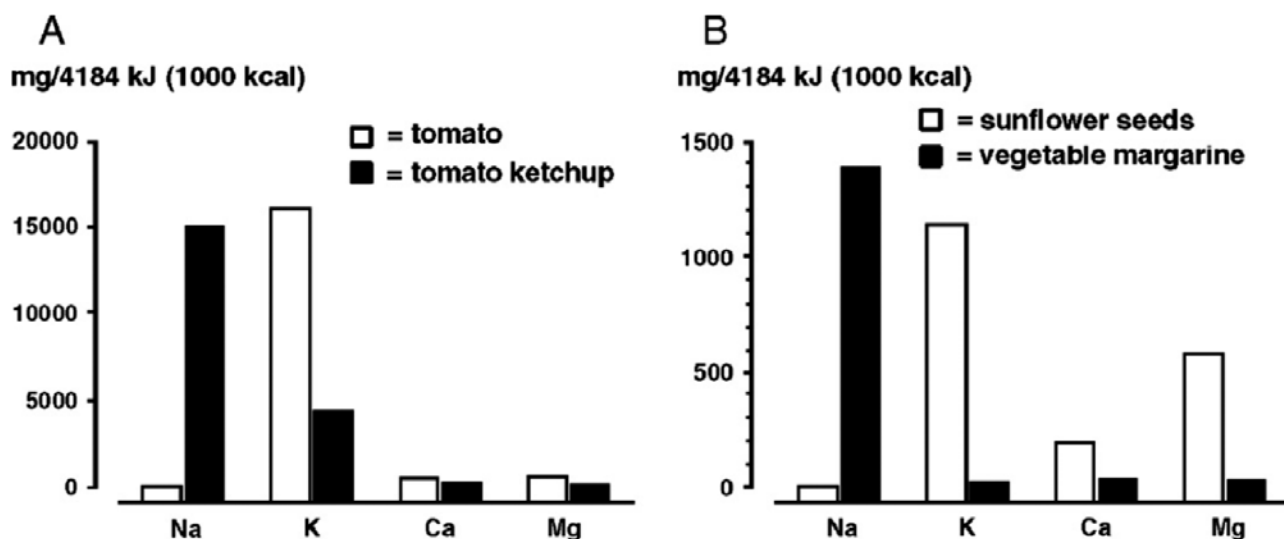 A
mg/4184 kJ (1000 kcal)
= tomato
= tomato ketchup
20000
15000
10000
5000
0
Na K Ca Mg
B
mg/4184 kJ (1000 kcal)
= sunflower seeds
= vegetable margarine
1500
1000
500
0
Na K Ca Mg